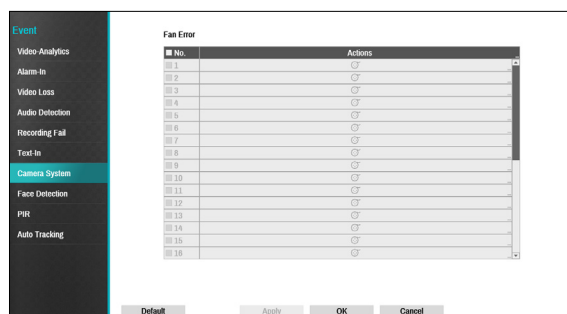 Event
Video-Analytics
Alarm-In
Video Loss
Audio Detection
Recording Fail
Text-In
Camera System
Face Detection
PIR
Auto Tracking
Fan Error
No. Actions
1
2
3
4
5
6
7
8
9
10
11
12
13
14
15
16
Default Apply OK Cancel